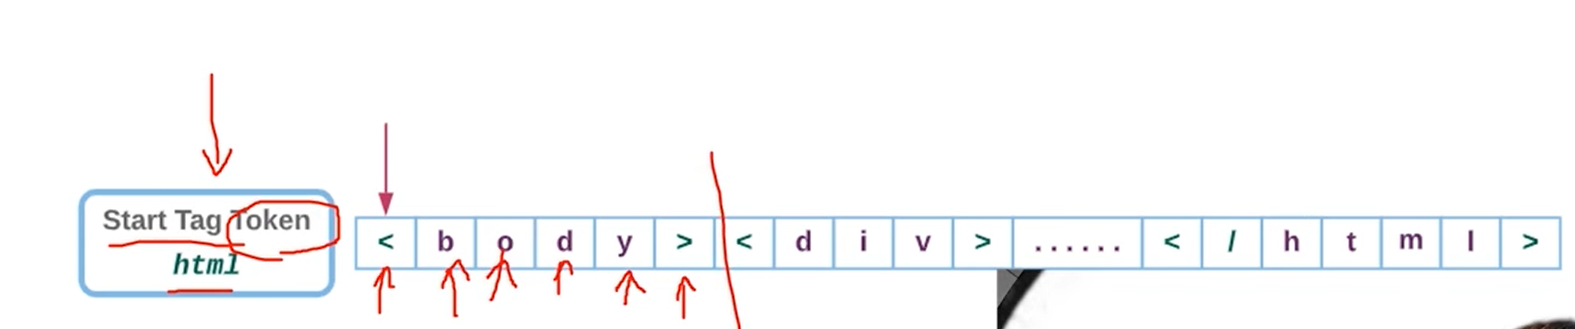 Start Tag Token
html
< b o d y > < d i v > ...... < / h t m l >